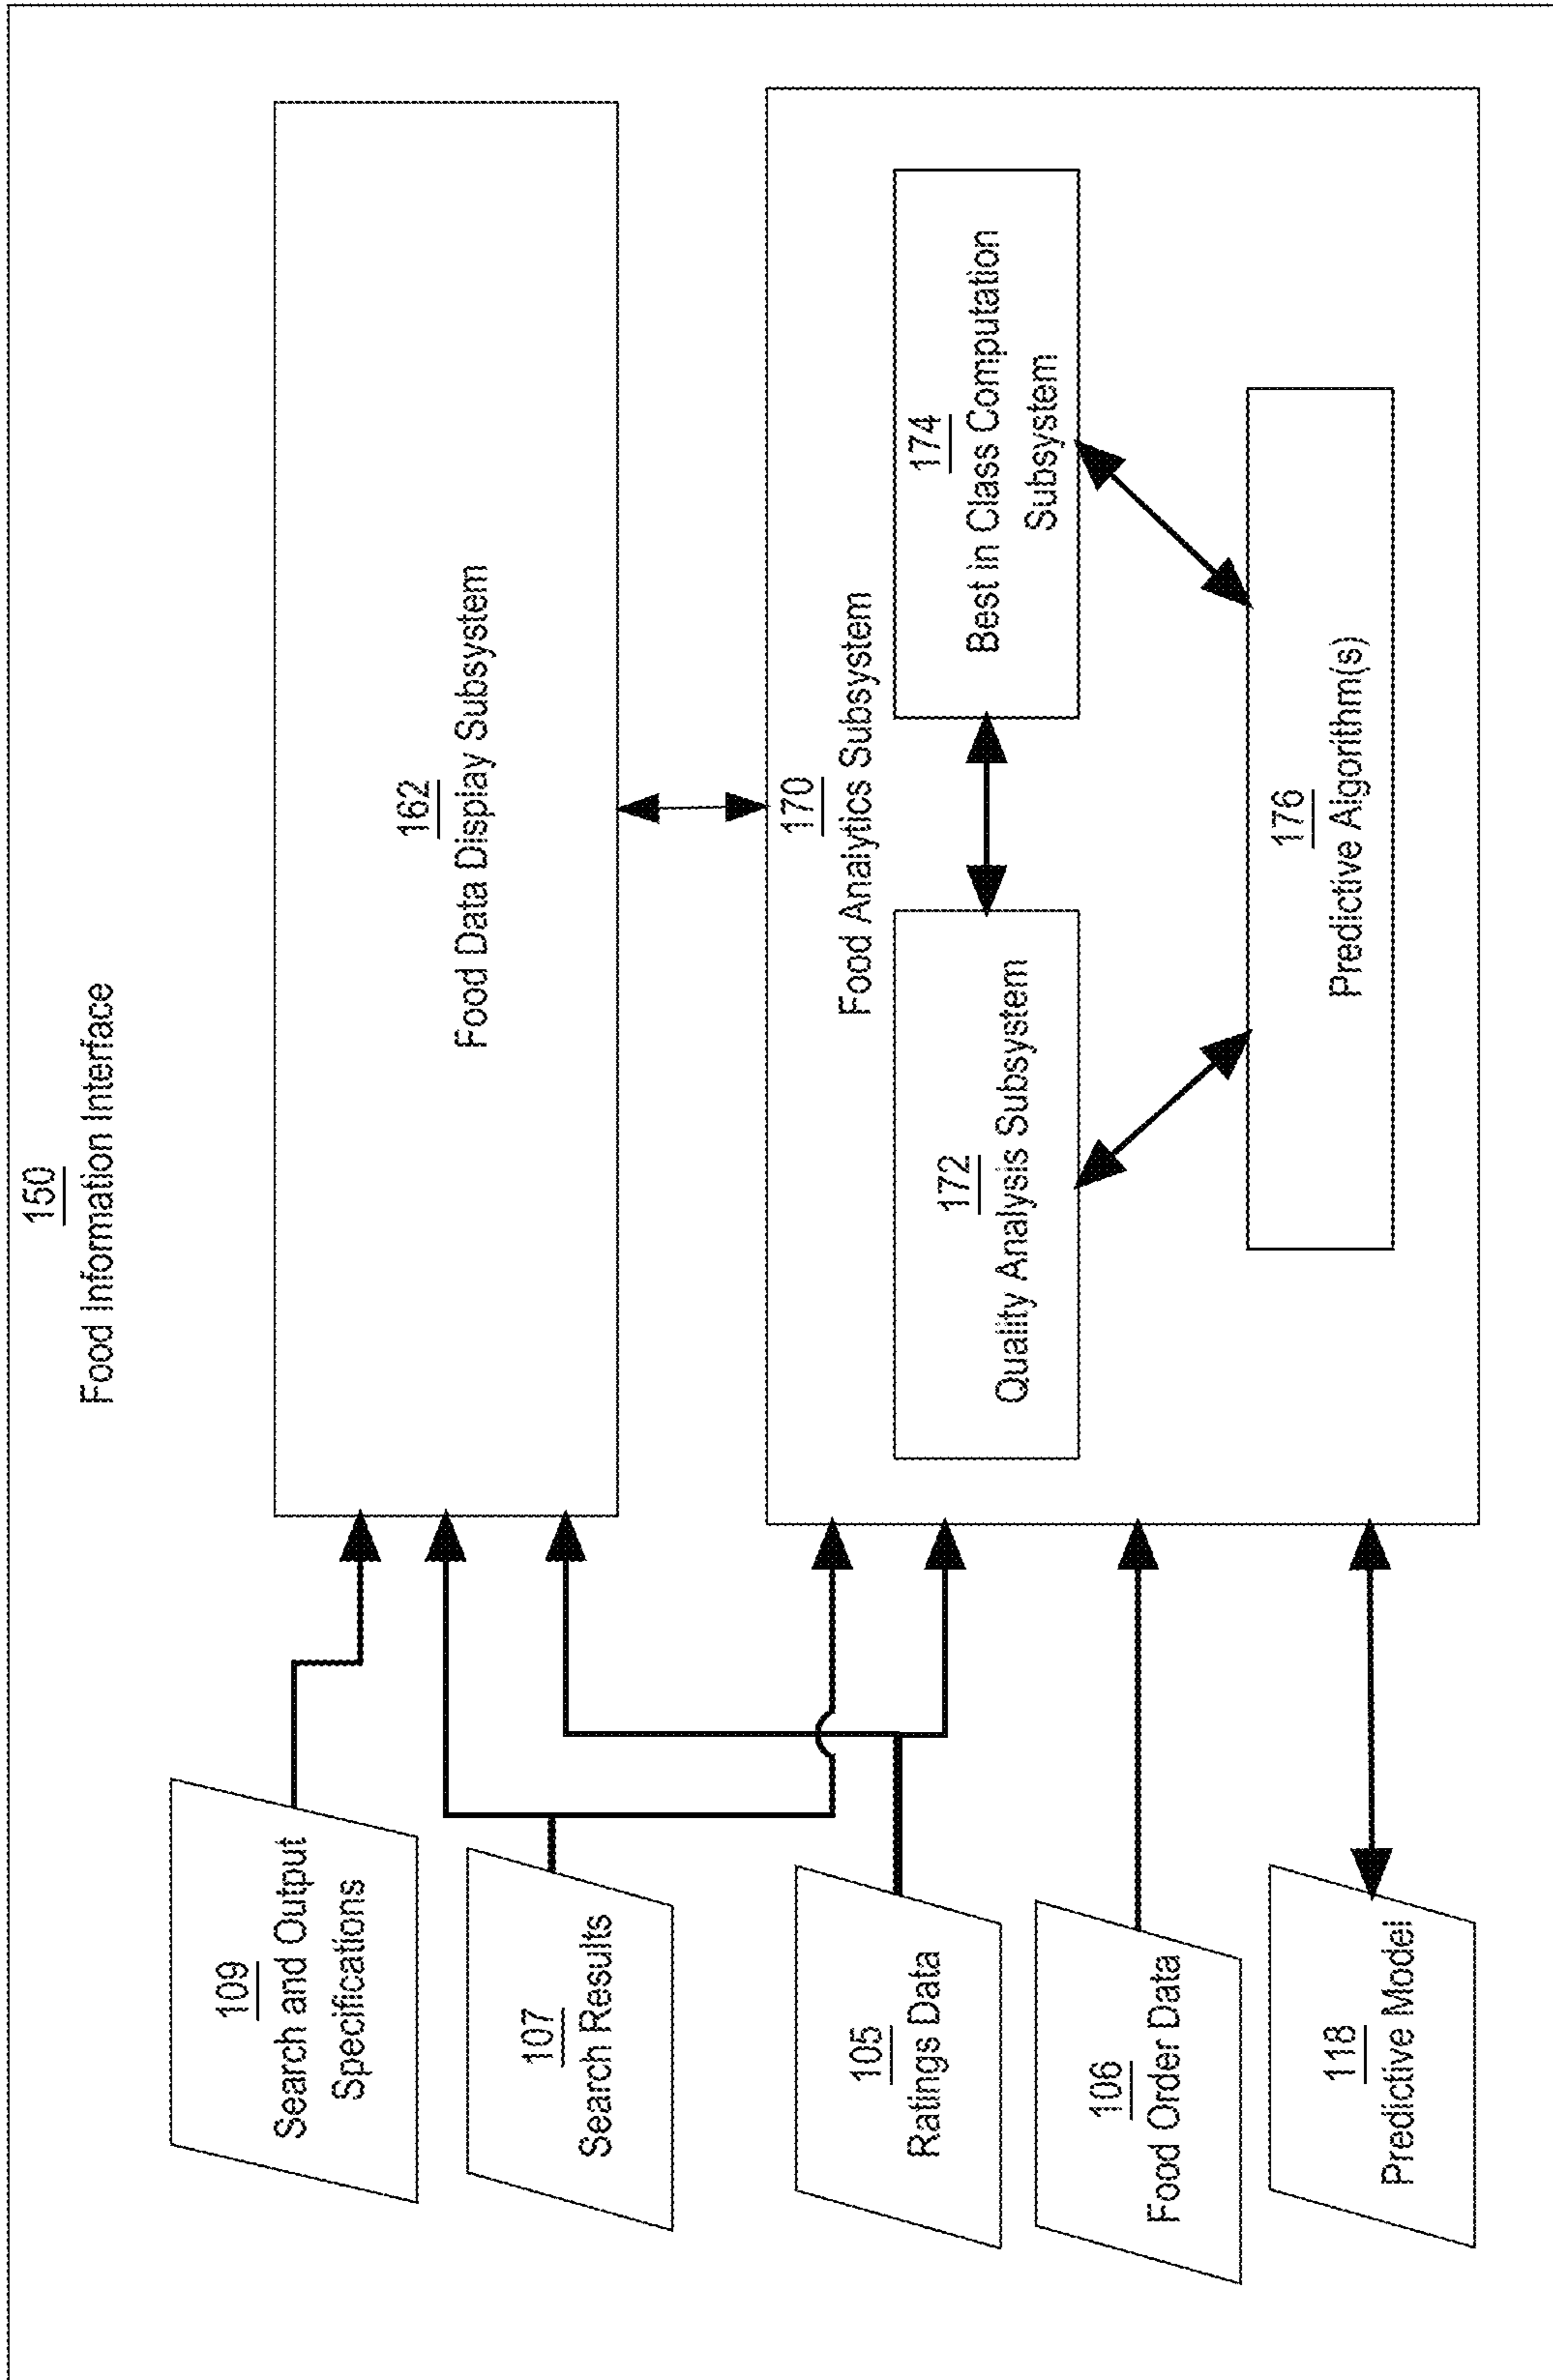 150
Food Information Interface
109
Search and Output
Specifications
107
Search Results
105
Ratings Data
106
Food Order Data
118
Predictive Model
162
Food Data Display Subsystem
170
Food Analytics Subsystem
172
Quality Analysis Subsystem
174
Best in Class Computation
Subsystem
176
Predictive Algorithm(s)